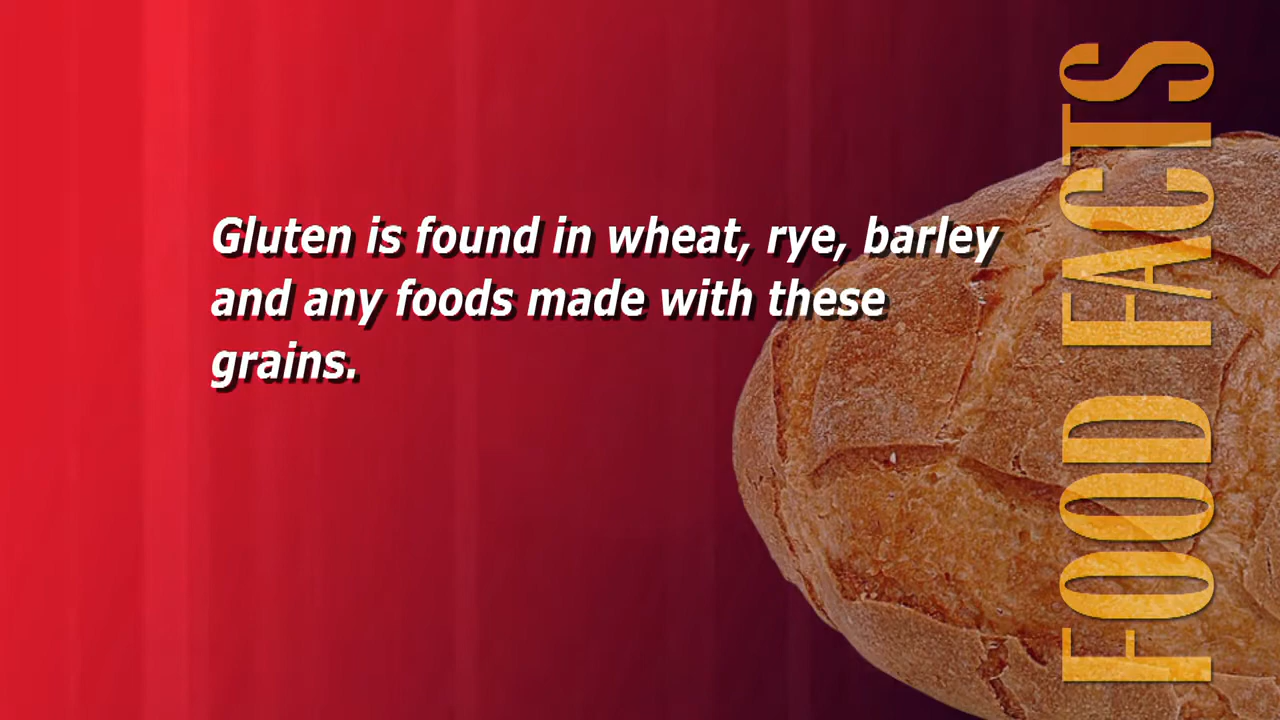 Gluten is found in wheat, rye, barley
and any foods made with these
grains.
FOOD FACTS